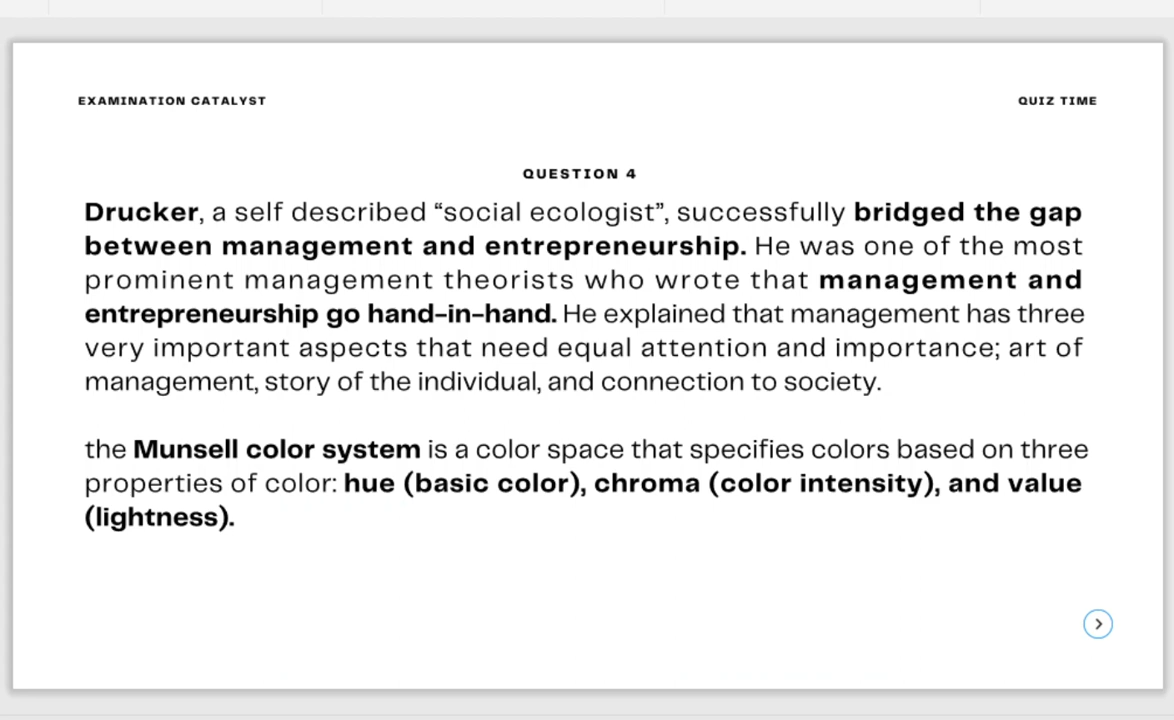 EXAMINATION CATALYST
QUIZ TIME
QUESTION 4
Drucker, a self described “social ecologist”, successfully bridged the gap
between management and entrepreneurship. He was one of the most
prominent management theorists who wrote that management and
entrepreneurship go hand-in-hand. He explained that management has three
very important aspects that need equal attention and importance; art of
management, story of the individual, and connection to society.
the Munsell color system is a color space that specifies colors based on three
properties of color: hue (basic color), chroma (color intensity), and value
(lightness).